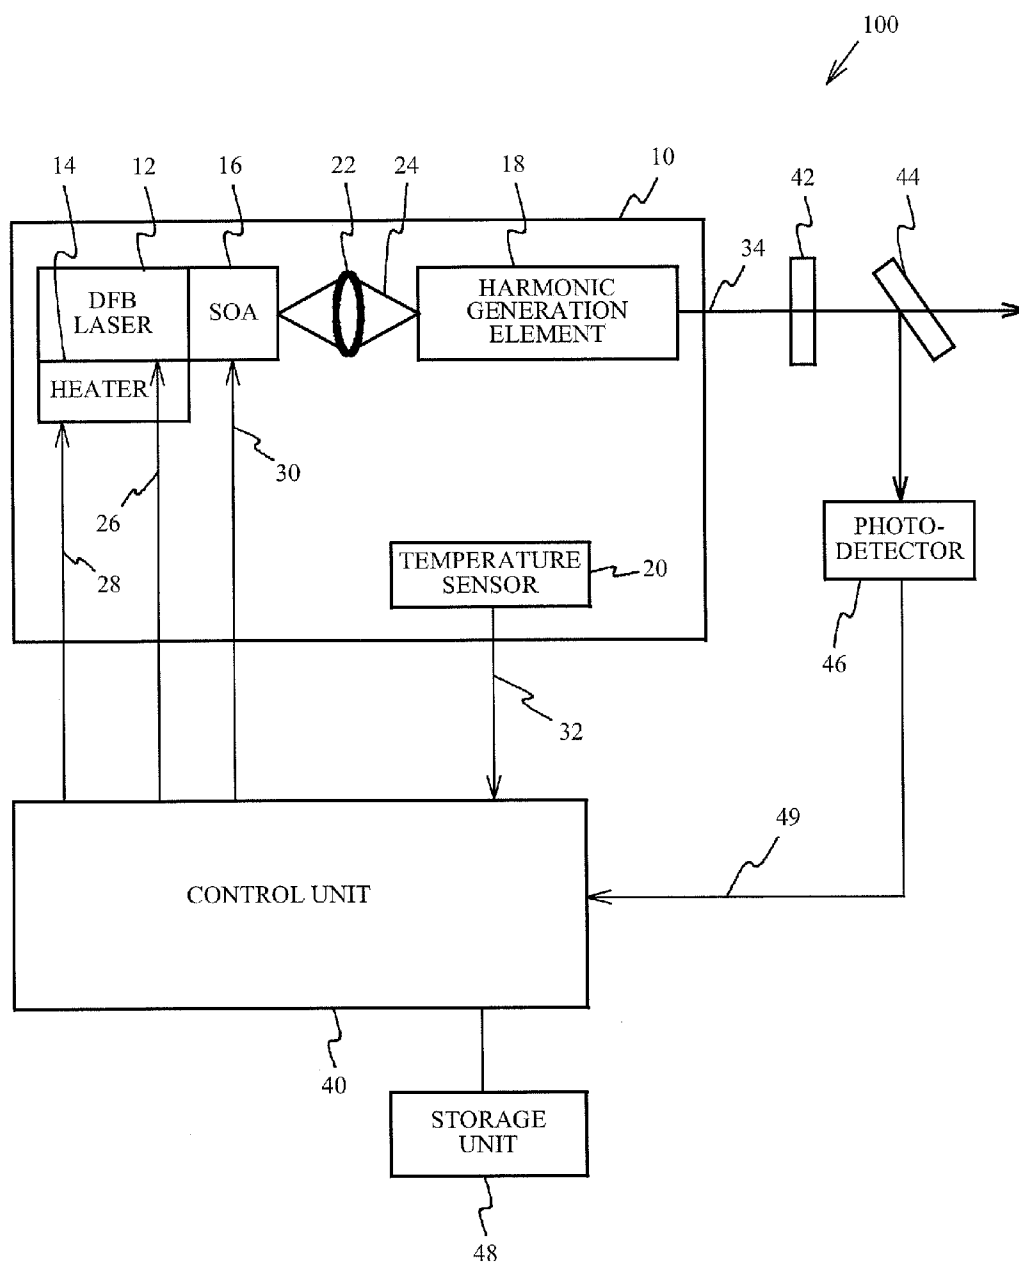 100
14
12
16
22
24
18
10
42
44
DFB
LASER
SOA
HARMONIC
GENERATION
ELEMENT
34
HEATER
30
26
28
TEMPERATURE
SENSOR
20
PHOTO-
DETECTOR
46
32
49
CONTROL UNIT
40
STORAGE
UNIT
48